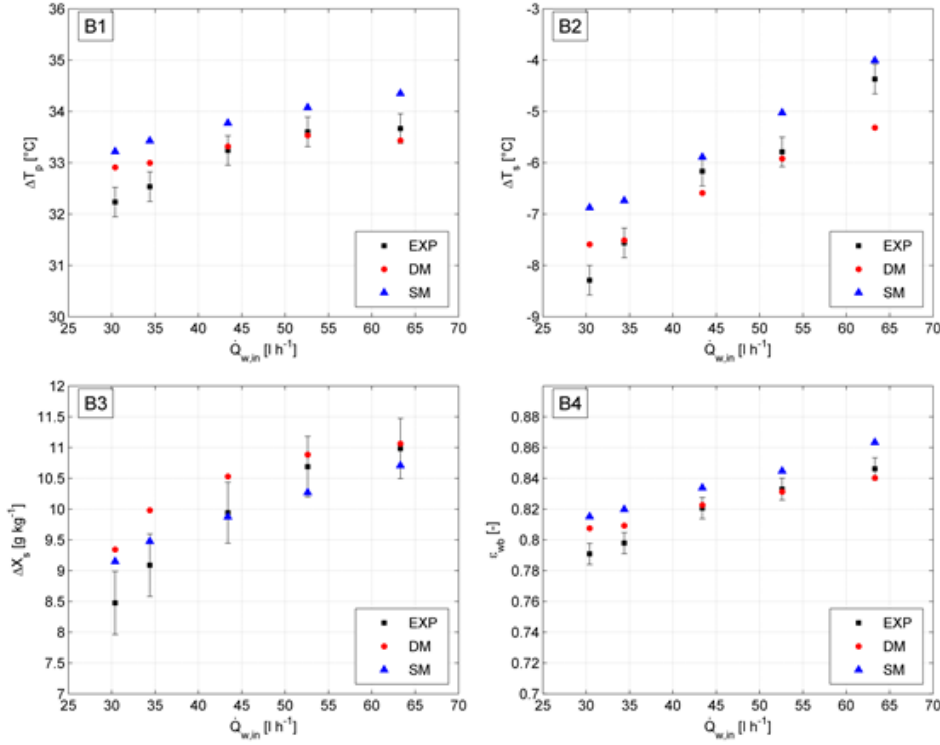 B1
36
35
34
33
32
31
30
ΔT_p [°C]
25 30 35 40 45 50 55 60 65 70
Q̇_w,in [l h⁻¹]
EXP
DM
SM
B2
-3
-4
-5
-6
-7
-8
-9
ΔT_s [°C]
25 30 35 40 45 50 55 60 65 70
Q̇_w,in [l h⁻¹]
EXP
DM
SM
B3
12
11.5
11
10.5
10
9.5
9
8.5
8
7.5
7
ΔX_s [g kg⁻¹]
25 30 35 40 45 50 55 60 65 70
Q̇_w,in [l h⁻¹]
EXP
DM
SM
B4
0.88
0.86
0.84
0.82
0.8
0.78
0.76
0.74
0.72
0.7
ε_wb [-]
25 30 35 40 45 50 55 60 65 70
Q̇_w,in [l h⁻¹]
EXP
DM
SM